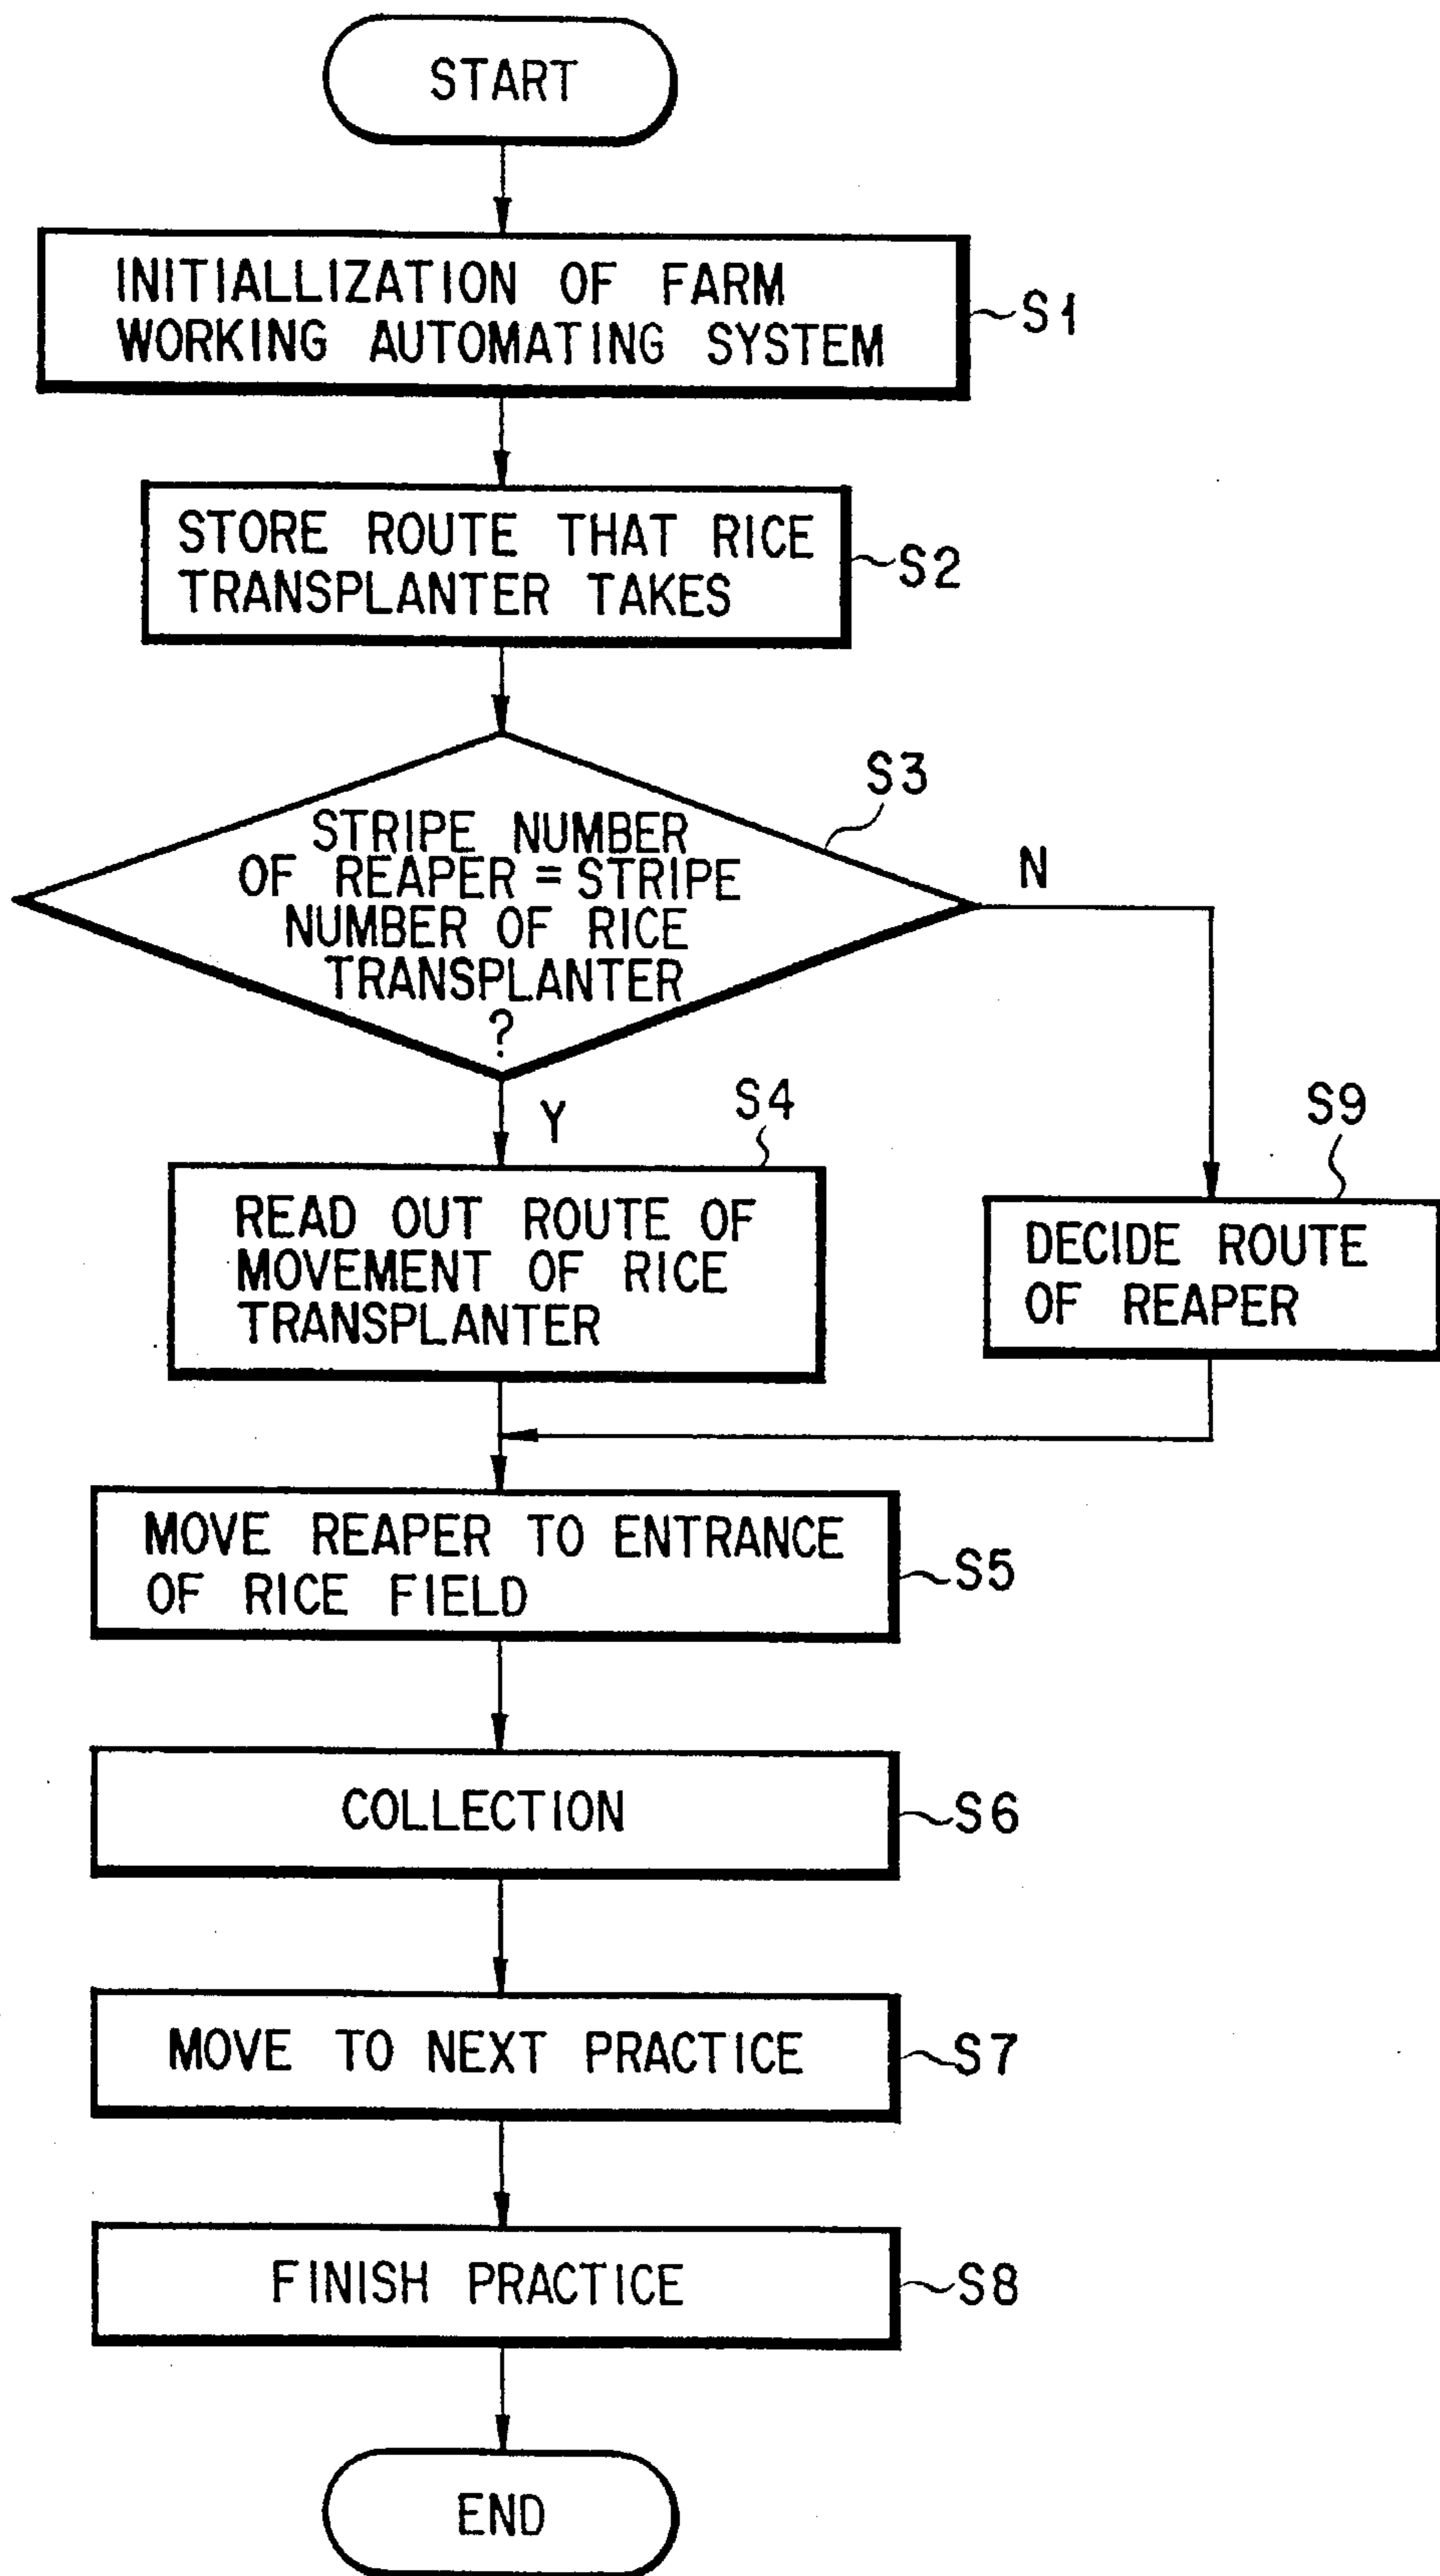 START
INITIALLIZATION OF FARM
WORKING AUTOMATING SYSTEM
S1
STORE ROUTE THAT RICE
TRANSPLANTER TAKES
S2
S3
STRIPE NUMBER
OF REAPER = STRIPE
NUMBER OF RICE
TRANSPLANTER
?
N
Y
S4
READ OUT ROUTE OF
MOVEMENT OF RICE
TRANSPLANTER
S9
DECIDE ROUTE
OF REAPER
MOVE REAPER TO ENTRANCE
OF RICE FIELD
S5
COLLECTION
S6
MOVE TO NEXT PRACTICE
S7
FINISH PRACTICE
S8
END